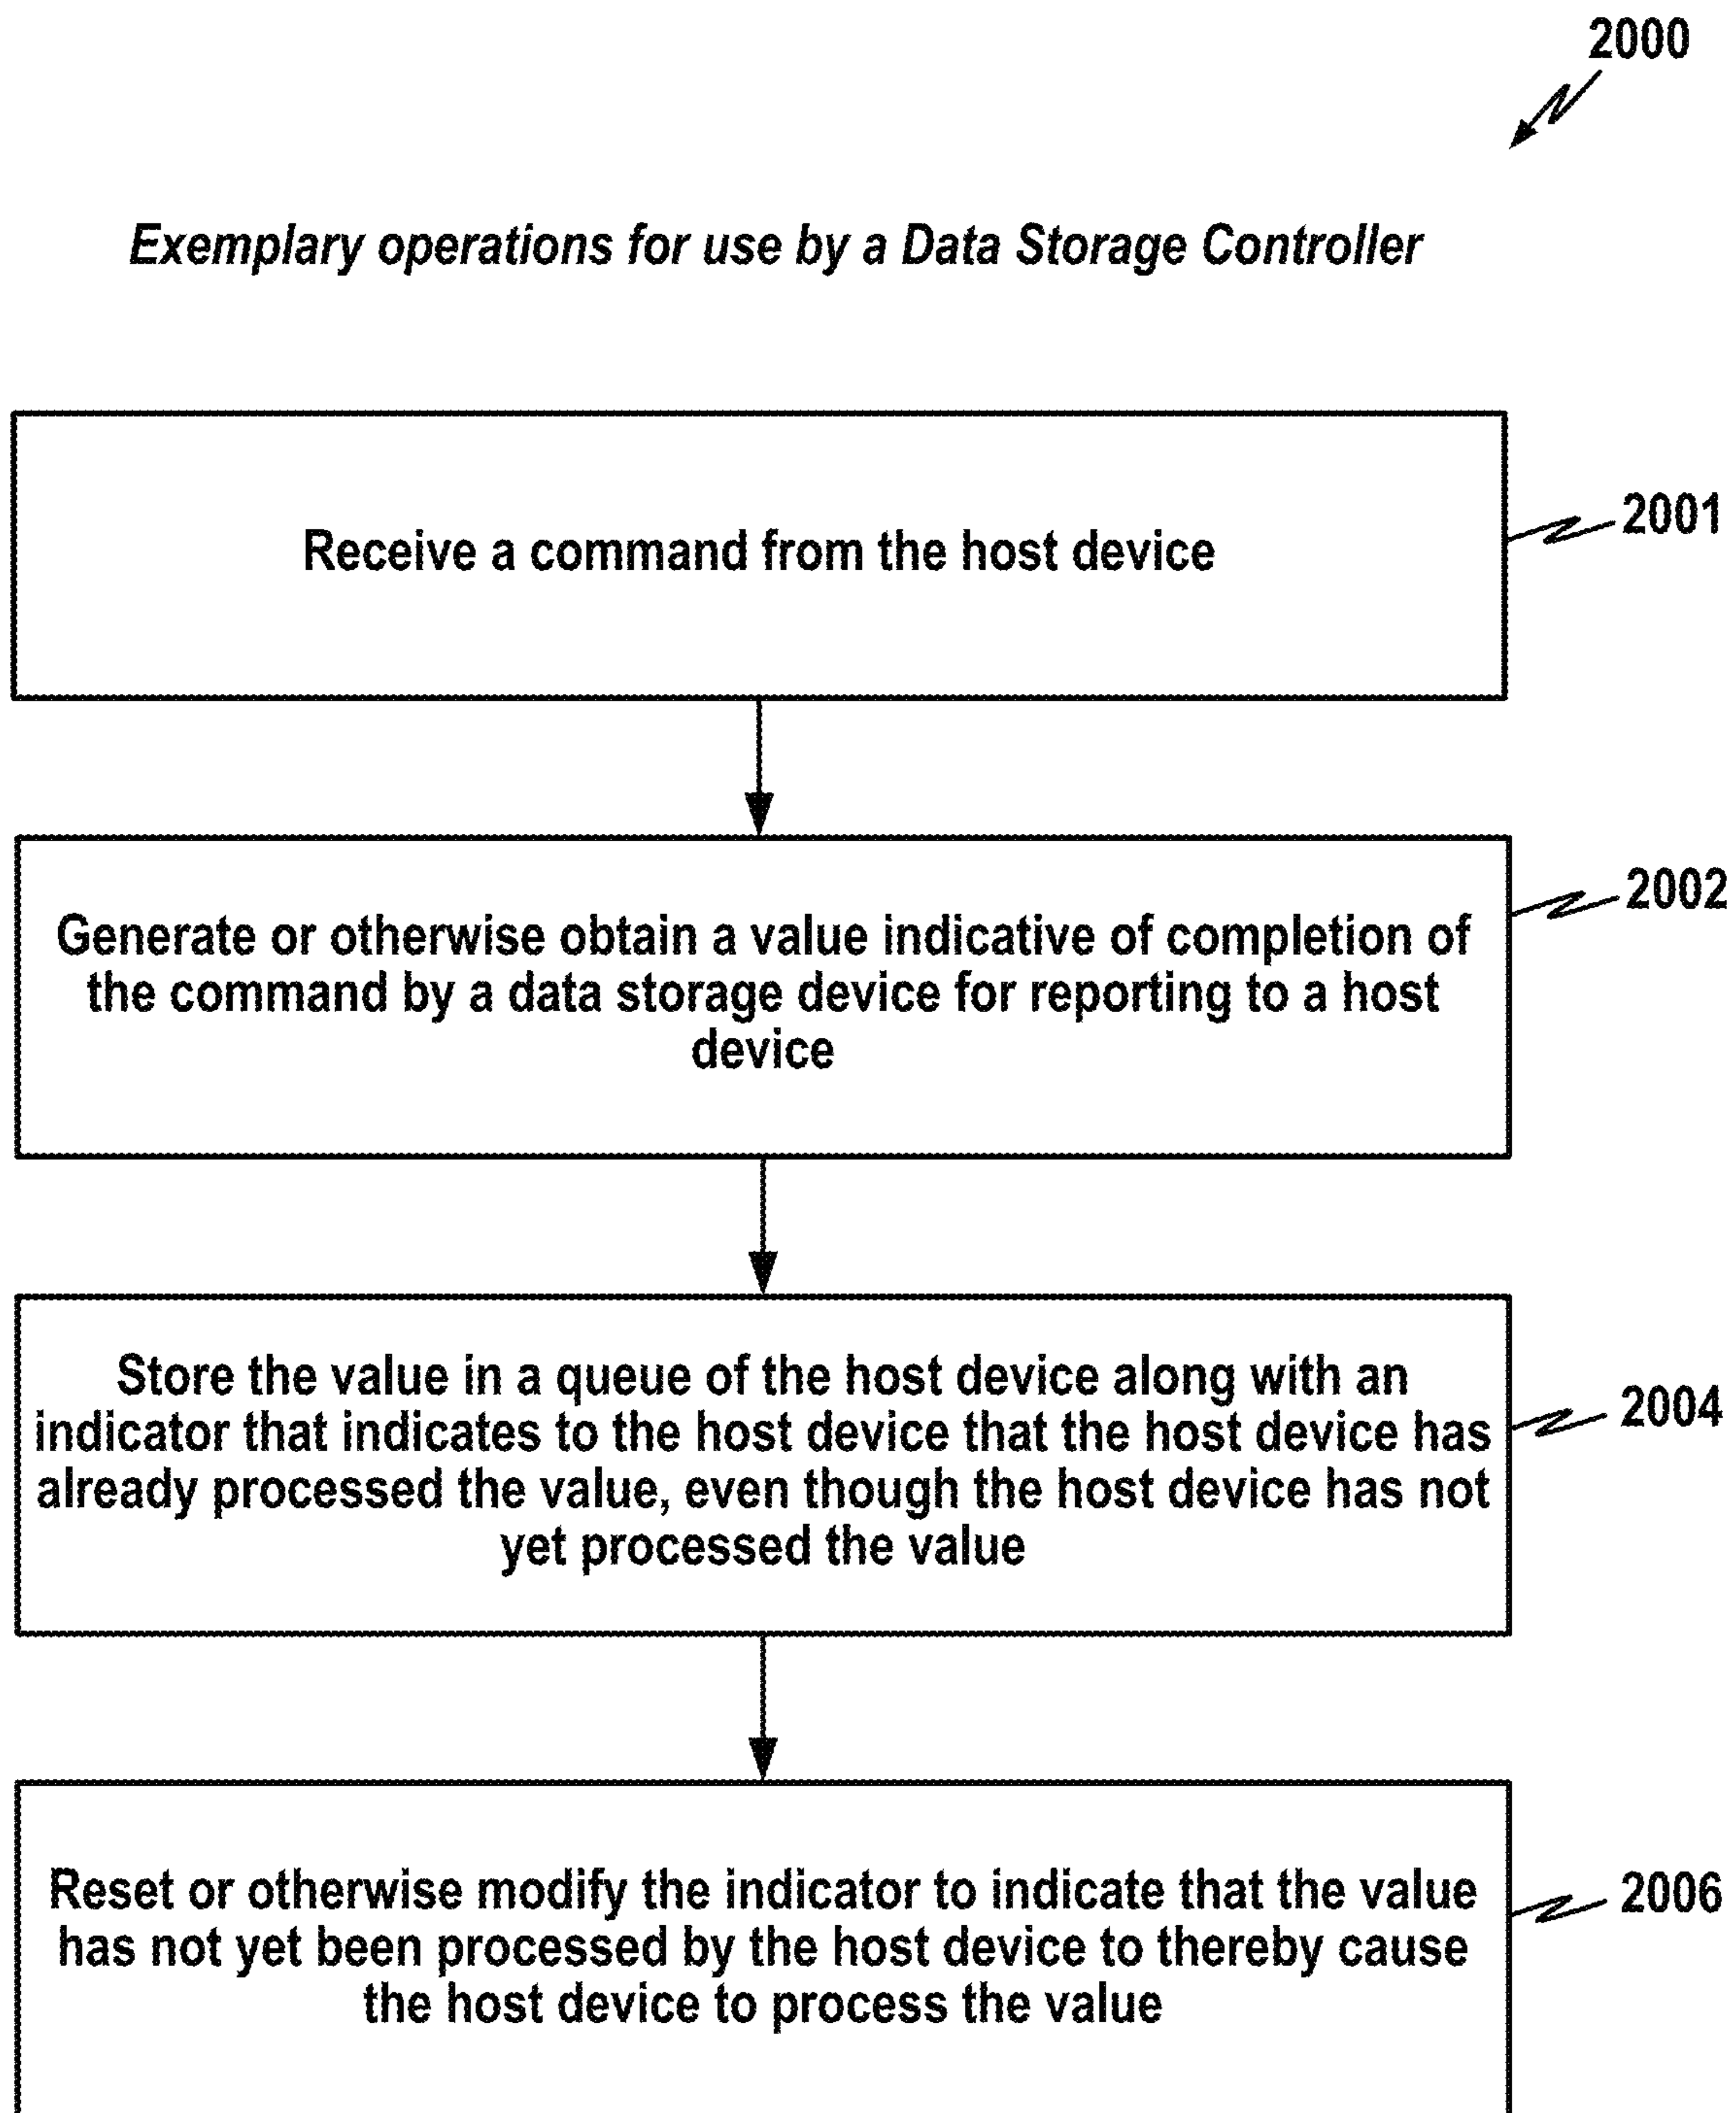 2000
Exemplary operations for use by a Data Storage Controller
Receive a command from the host device
2001
Generate or otherwise obtain a value indicative of completion of
the command by a data storage device for reporting to a host
device
2002
Store the value in a queue of the host device along with an
indicator that indicates to the host device that the host device has
already processed the value, even though the host device has not
yet processed the value
2004
Reset or otherwise modify the indicator to indicate that the value
has not yet been processed by the host device to thereby cause
the host device to process the value
2006